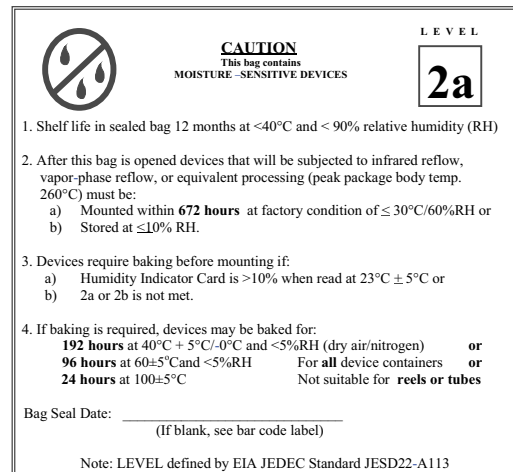 LEVEL
CAUTION
This bag contains
MOISTURE –SENSITIVE DEVICES
2a
1. Shelf life in sealed bag 12 months at <40°C and < 90% relative humidity (RH)
2. After this bag is opened devices that will be subjected to infrared reflow,
vapor-phase reflow, or equivalent processing (peak package body temp.
260°C) must be:
a) Mounted within 672 hours at factory condition of ≤ 30°C/60%RH or
b) Stored at ≤10% RH.
3. Devices require baking before mounting if:
a) Humidity Indicator Card is >10% when read at 23°C ± 5°C or
b) 2a or 2b is not met.
4. If baking is required, devices may be baked for:
192 hours at 40°C + 5°C/-0°C and <5%RH (dry air/nitrogen) or
96 hours at 60±5°Cand <5%RH For all device containers or
24 hours at 100±5°C Not suitable for reels or tubes
Bag Seal Date: ______________________________
(If blank, see bar code label)
Note: LEVEL defined by EIA JEDEC Standard JESD22-A113